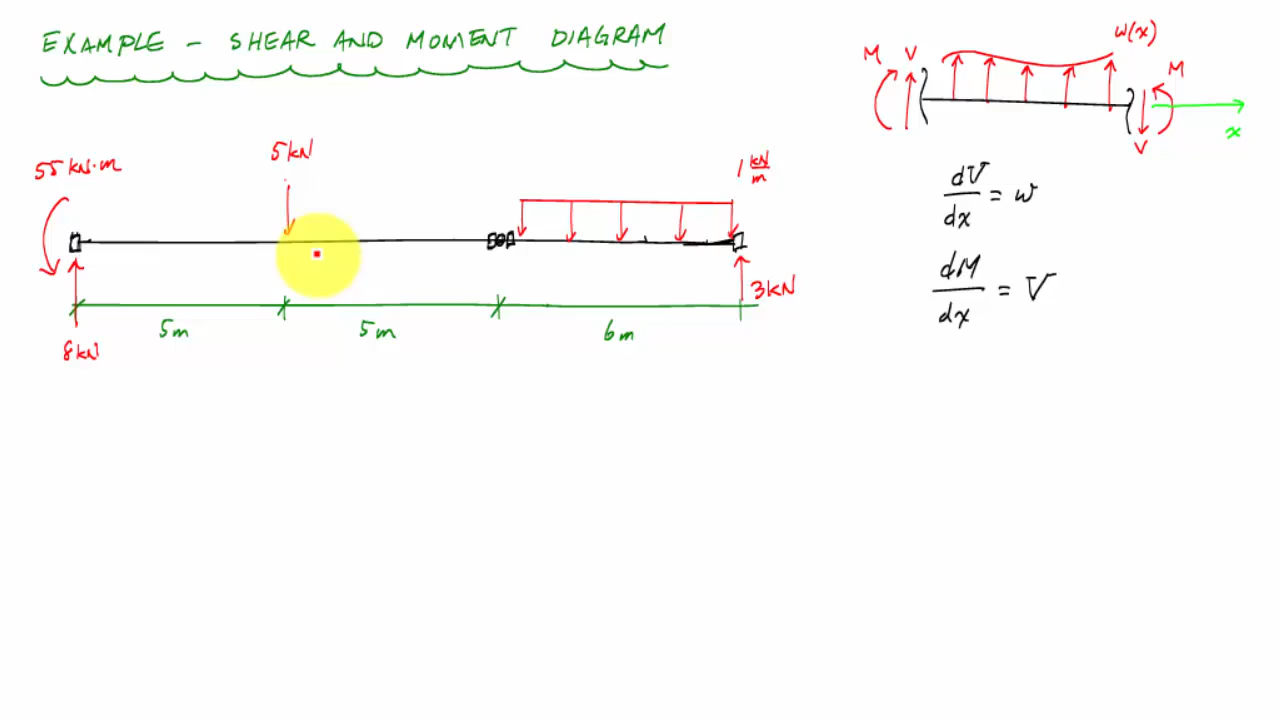 EXAMPLE - SHEAR AND MOMENT DIAGRAM
M V w(x) M
V x
55 kN·m 5kN 1 kN/m
dV/dx = w
dM/dx = V
3kN
5m 5m 6m
8kN